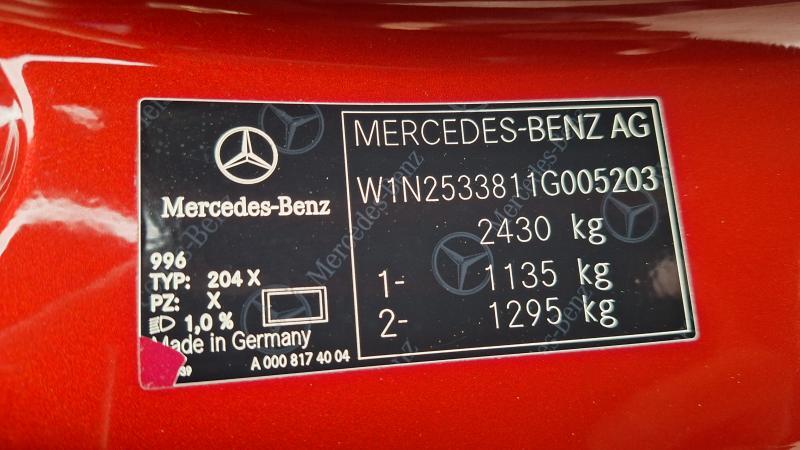 Mercedes-Benz
996
TYP: 204 X
PZ: X
1,0 %
Made in Germany
A 000 817 40 04
MERCEDES-BENZ AG
W1N2533811G005203
2430 kg
1- 1135 kg
2- 1295 kg